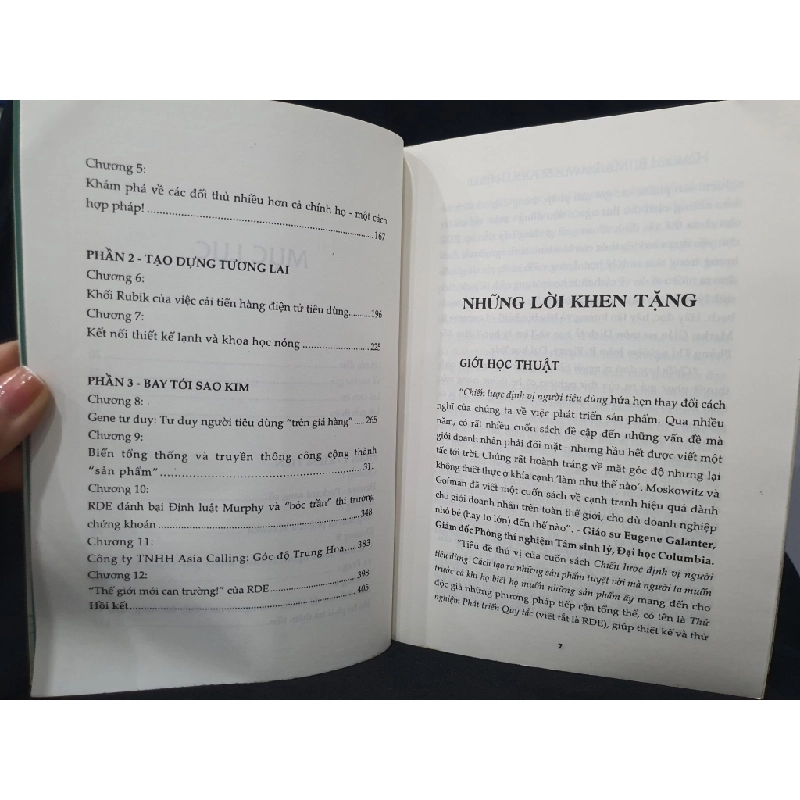 Chương 5:
Khám phá về các đối thủ nhiều hơn cả chính họ - một cách
hợp pháp! ........ 167
PHẦN 2 - TẠO DỰNG TƯƠNG LAI
Chương 6:
Khối Rubik của việc cải tiến hàng điện tử tiêu dùng ........ 196
Chương 7:
Kết nối thiết kế lạnh và khoa học nóng ........ 225
PHẦN 3 - BAY TỚI SAO KIM
Chương 8:
Gene tư duy: Tư duy người tiêu dùng "trên giá hàng" ........ 265
Chương 9:
Biến tổng thống và truyền thông công cộng thành
"sản phẩm" ........
Chương 10:
RDE đánh bại Định luật Murphy và "bóc trần" thị trường
chứng khoán ........ 348
Chương 11:
Công ty TNHH Asia Calling: Góc độ Trung Hoa ........ 383
Chương 12:
"Thế giới mới can trường!" của RDE ........ 398
Hồi kết ........ 405
NHỮNG LỜI KHEN TẶNG
GIỚI HỌC THUẬT
"Chiến lược định vị người tiêu dùng hứa hẹn thay đổi cách
nghĩ của chúng ta về việc phát triển sản phẩm. Qua nhiều
năm, có rất nhiều cuốn sách đề cập đến những vấn đề mà
giới doanh nhân phải đối mặt - nhưng hầu hết được viết một
tắc tới trời. Chúng rất hoành tráng về mặt góc độ nhưng lại
không thiết thực ở khía cạnh 'làm như thế nào'. Moskowitz và
Gofman đã viết một cuốn sách về cạnh tranh hiệu quả dành
cho giới doanh nhân trên toàn thế giới, cho dù doanh nghiệp
nhỏ bé (hay to lớn) đến thế nào". - Giáo sư Eugene Galanter,
Giám đốc Phòng thí nghiệm Tâm sinh lý, Đại học Columbia.
"Tiêu đề thú vị của cuốn sách Chiến lược định vị người
tiêu dùng. Cách tạo ra những sản phẩm tuyệt vời mà người ta muốn
trước cả khi họ biết họ muốn những sản phẩm ấy mang đến cho
độc giả những phương pháp tiếp cận tổng thể, có tên là Thử
nghiệm Phát triển Quy tắc (viết tắt là RDE), giúp thiết kế và thử
7